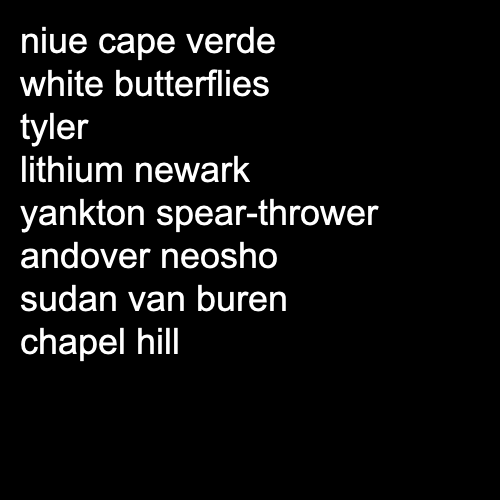 niue cape verde
white butterflies
tyler
lithium newark
yankton spear-thrower
andover neosho
sudan van buren
chapel hill